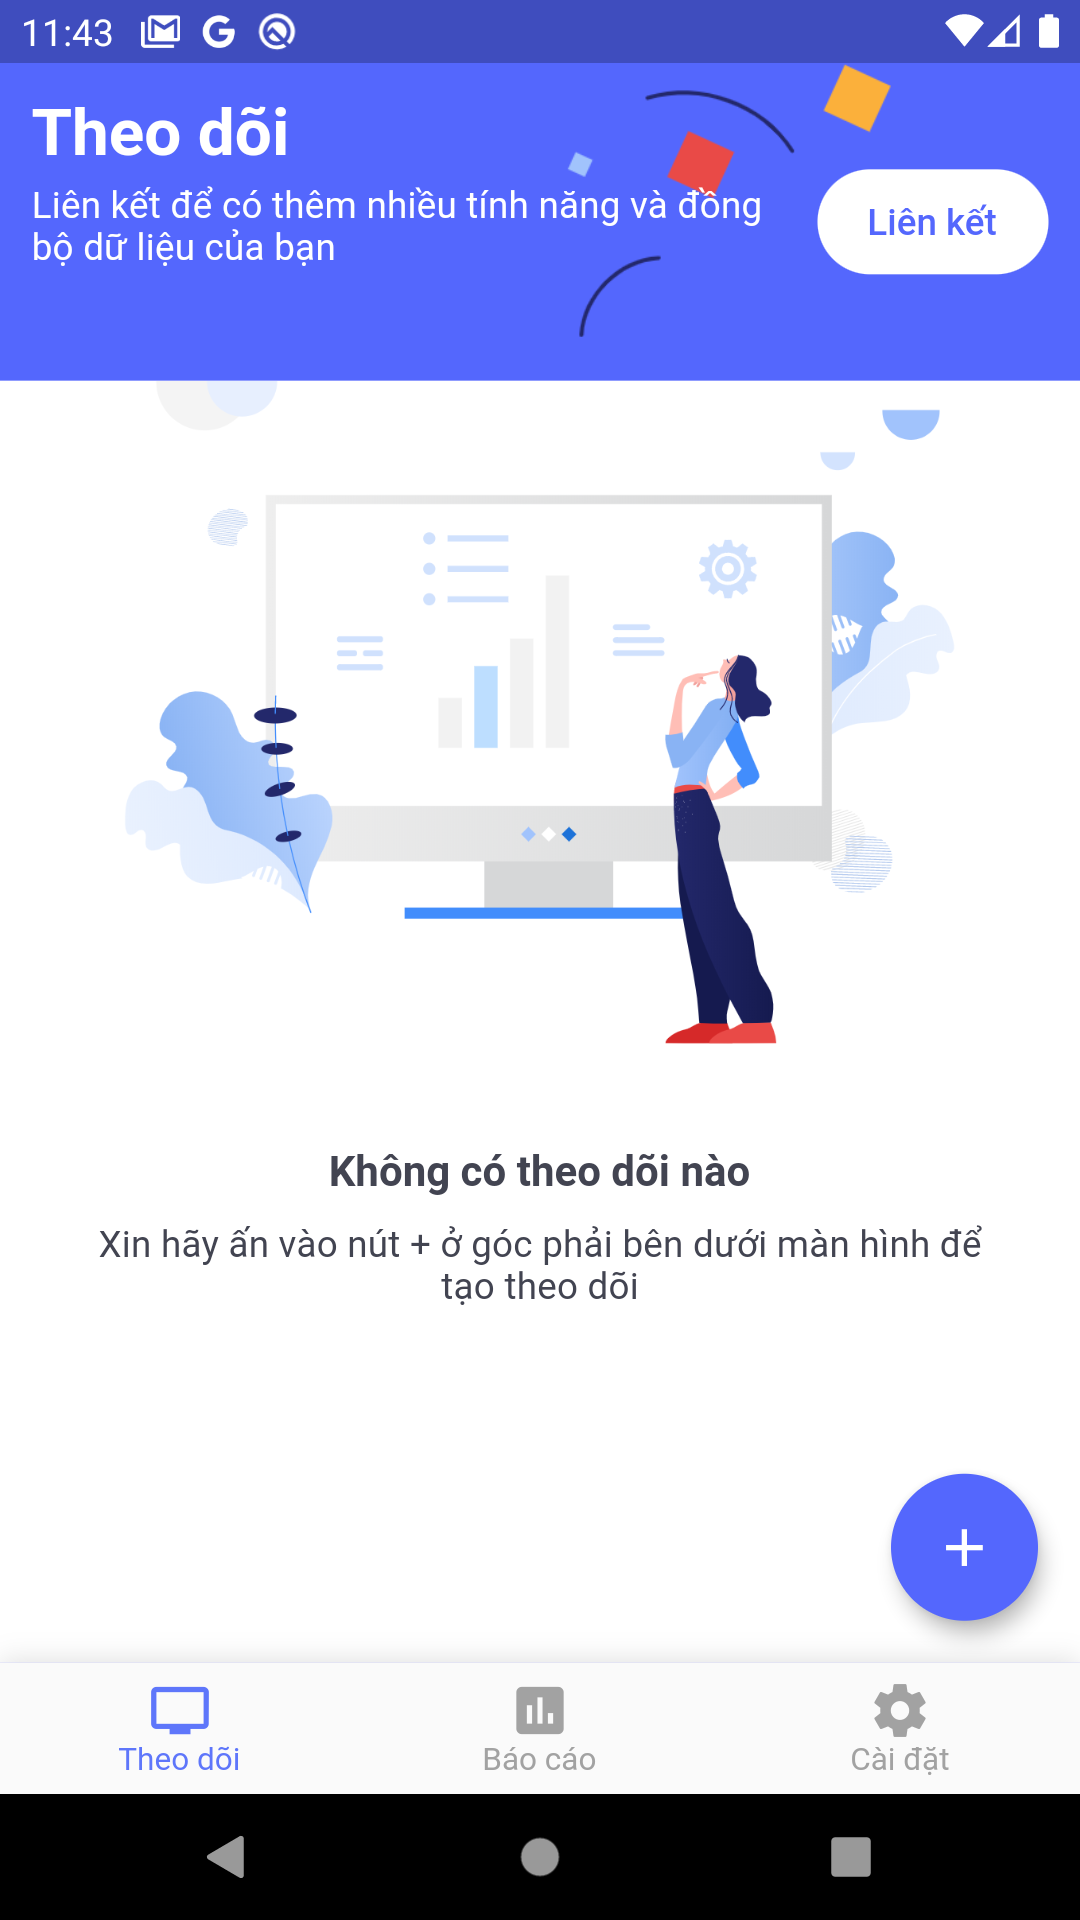 11:43
Theo dõi
Liên kết để có thêm nhiều tính năng và đồng
bộ dữ liệu của bạn
Liên kết
Không có theo dõi nào
Xin hãy ấn vào nút + ở góc phải bên dưới màn hình để
tạo theo dõi
Theo dõi
Báo cáo
Cài đặt